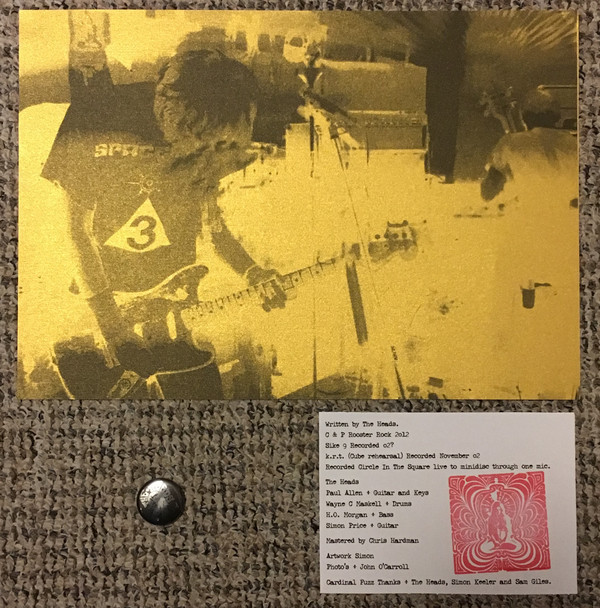 SPAC
3
Written by The Heads.
C & P Rooster Rock 2012
Sike 9 Recorded 027
k.r.t. (Cube rehearsal) Recorded November 02
Recorded Circle In The Square live to minidisc through one mic.
The Heads
Paul Allen + Guitar and Keys
Wayne C Maskell + Drums
H.O. Morgan + Bass
Simon Price + Guitar
Mastered by Chris Hardman
Artwork Simon
Photo's + John O'Carroll
Cardinal Fuzz Thanks + The Heads, Simon Keeler and Sam Giles.